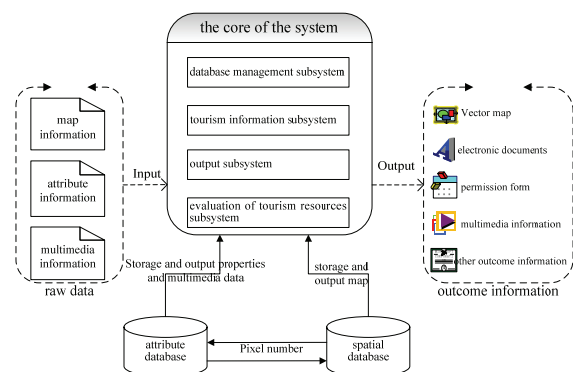 the core of the system
database management subsystem
tourism information subsystem
output subsystem
evaluation of tourism resources
subsystem
map
information
attribute
information
multimedia
information
raw data
Input
Output
Vector map
electronic documents
permission form
multimedia information
other outcome information
outcome information
Storage and output properties
and multimedia data
storage and
output map
attribute
database
Pixel number
spatial
database